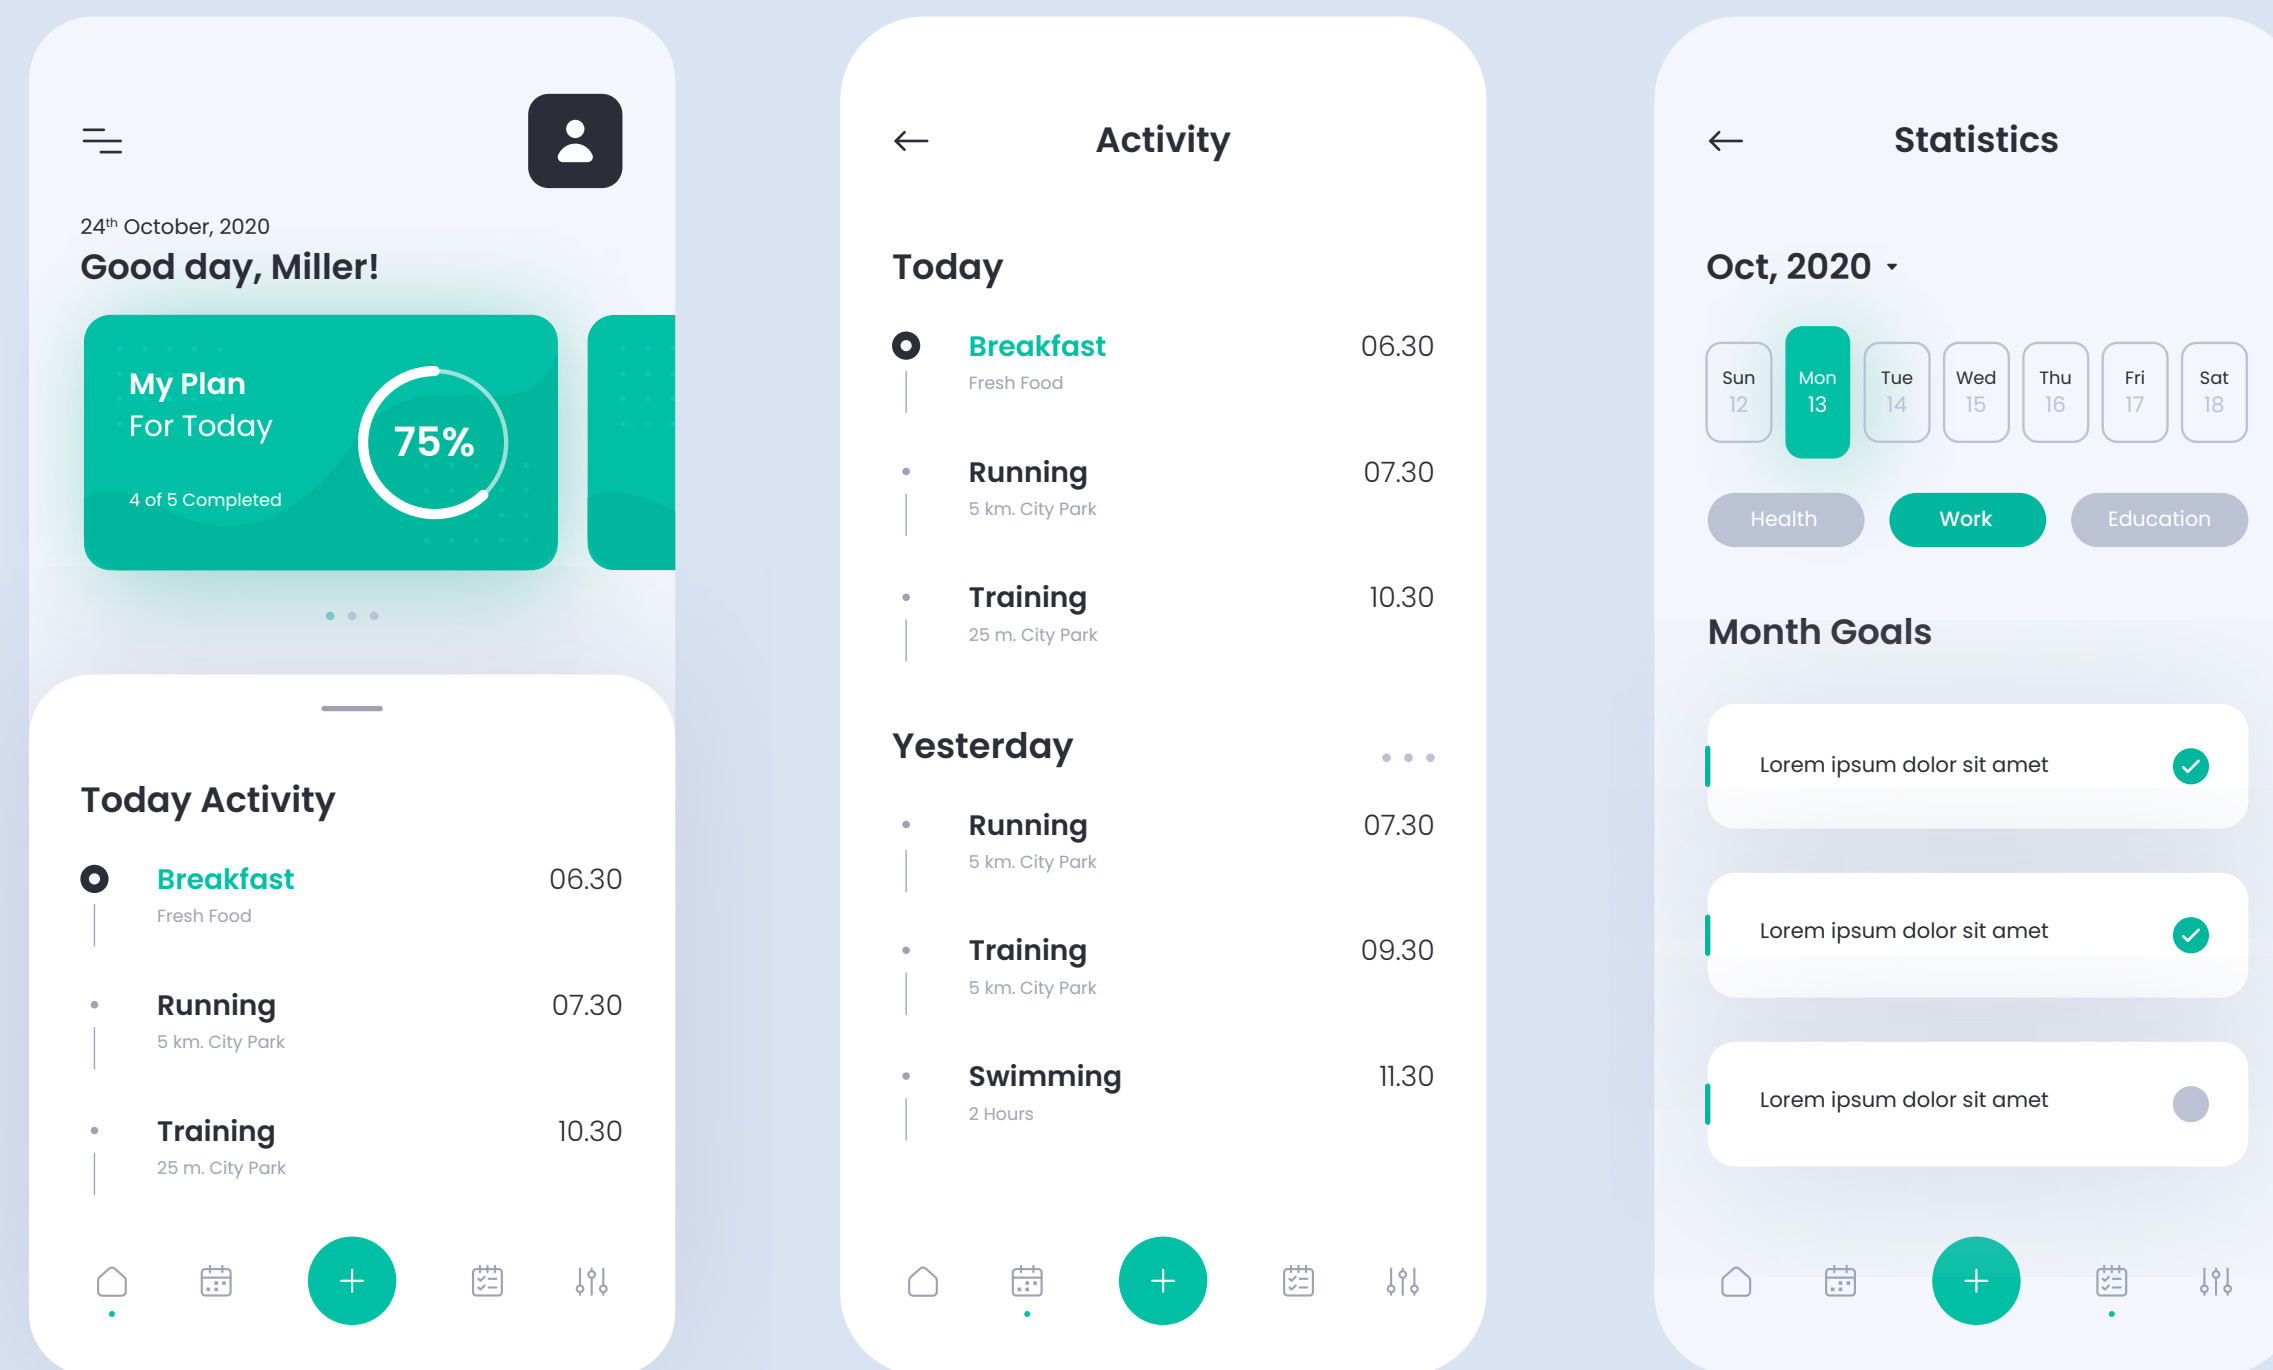 24th October, 2020
Good day, Miller!
My Plan
For Today
75%
4 of 5 Completed
Today Activity
Breakfast 06.30
Fresh Food
Running 07.30
5 km. City Park
Training 10.30
25 m. City Park
Activity
Today
Breakfast 06.30
Fresh Food
Running 07.30
5 km. City Park
Training 10.30
25 m. City Park
Yesterday
Running 07.30
5 km. City Park
Training 09.30
5 km. City Park
Swimming 11.30
2 Hours
Statistics
Oct, 2020
Sun Mon Tue Wed Thu Fri Sat
12 13 14 15 16 17 18
Health Work Education
Month Goals
Lorem ipsum dolor sit amet
Lorem ipsum dolor sit amet
Lorem ipsum dolor sit amet